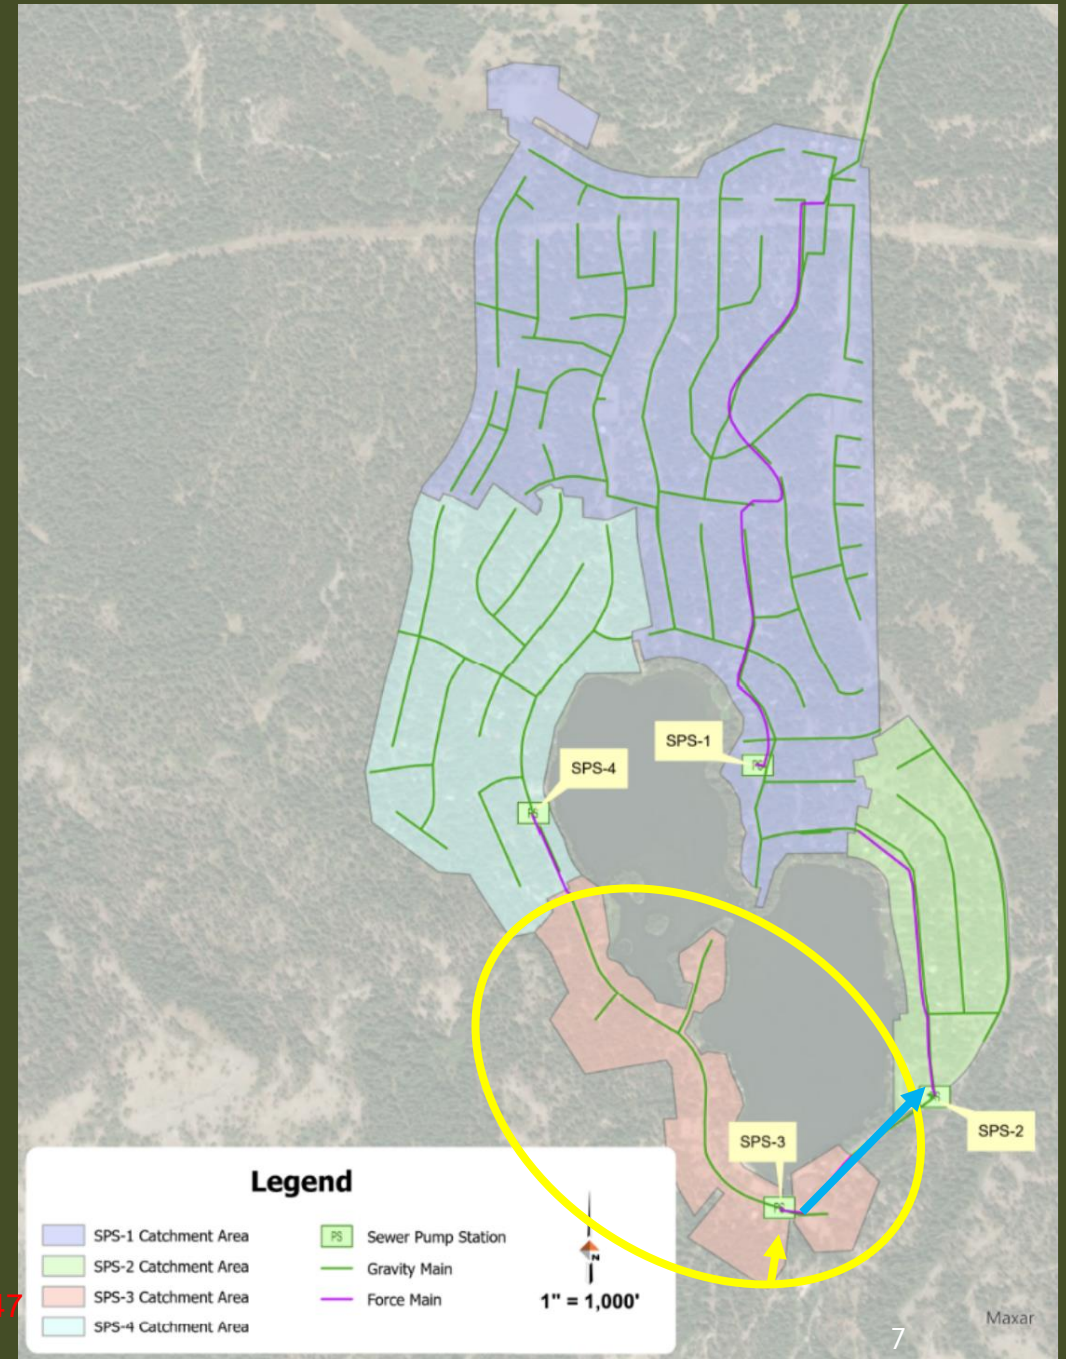 SPS-1
SPS-4
PS
PS
SPS-2
SPS-3
PS
Legend
SPS-1 Catchment Area
SPS-2 Catchment Area
SPS-3 Catchment Area
SPS-4 Catchment Area
PS Sewer Pump Station
Gravity Main
Force Main
N
1" = 1,000'
Maxar
7